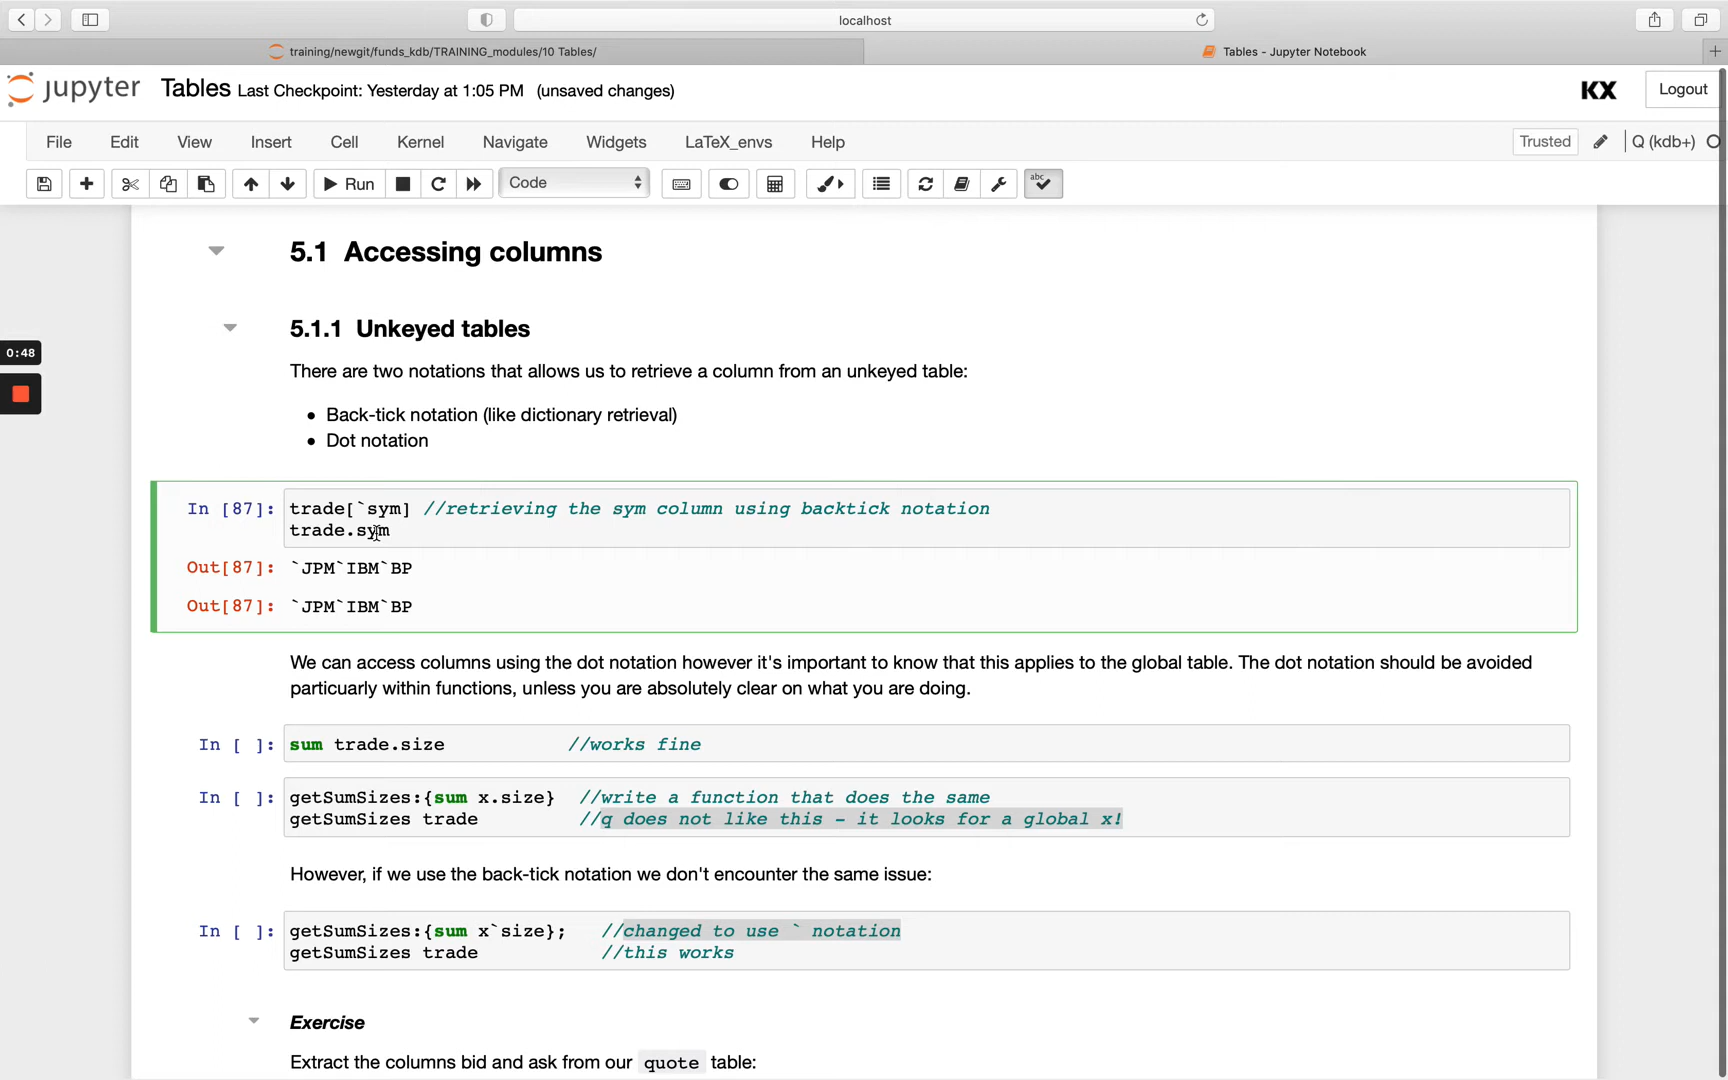 localhost
training/newgit/funds_kdb/TRAINING_modules/10 Tables/
Tables - Jupyter Notebook
jupyter Tables Last Checkpoint: Yesterday at 1:05 PM (unsaved changes)
KX
Logout
File Edit View Insert Cell Kernel Navigate Widgets LaTeX_envs Help
Trusted
Q (kdb+)
Run
Code
abc
5.1 Accessing columns
5.1.1 Unkeyed tables
0:48
There are two notations that allows us to retrieve a column from an unkeyed table:
• Back-tick notation (like dictionary retrieval)
• Dot notation
In [87]: trade[`sym] //retrieving the sym column using backtick notation
trade.sym
Out[87]: `JPM`IBM`BP
Out[87]: `JPM`IBM`BP
We can access columns using the dot notation however it's important to know that this applies to the global table. The dot notation should be avoided
particuarly within functions, unless you are absolutely clear on what you are doing.
In [ ]: sum trade.size //works fine
In [ ]: getSumSizes:{sum x.size} //write a function that does the same
getSumSizes trade //q does not like this - it looks for a global x!
However, if we use the back-tick notation we don't encounter the same issue:
In [ ]: getSumSizes:{sum x`size}; //changed to use ` notation
getSumSizes trade //this works
Exercise
Extract the columns bid and ask from our quote table: